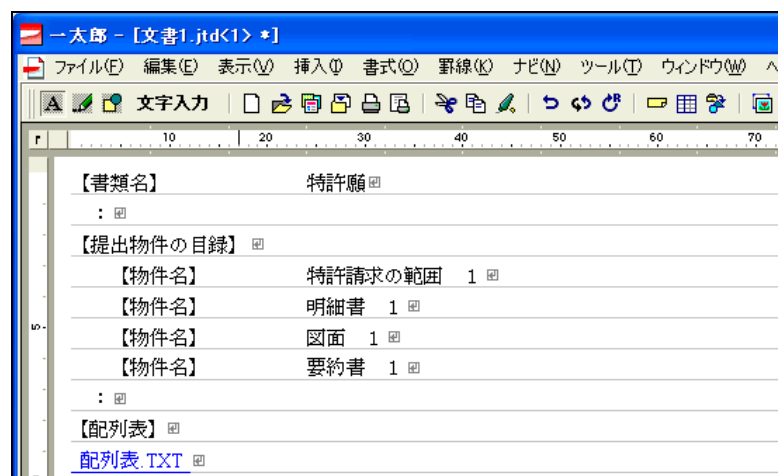 一太郎 - [文書1.jtd<1> *]
ファイル(F) 編集(E) 表示(V) 挿入(I) 書式(O) 罫線(K) ナビ(N) ツール(T) ウィンドウ(W) ヘ
A 文字入力
10 20 30 40 50 60 70
【書類名】 特許願
:
【提出物件の目録】
【物件名】 特許請求の範囲 1
【物件名】 明細書 1
5
【物件名】 図面 1
【物件名】 要約書 1
:
【配列表】
配列表.TXT